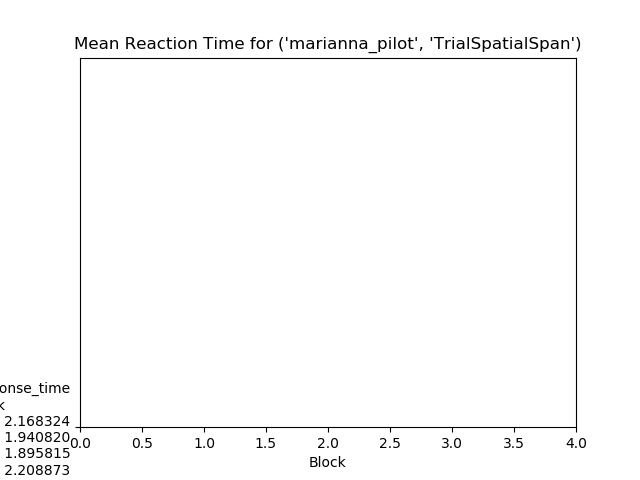 Mean Reaction Time for ('marianna_pilot', 'TrialSpatialSpan')
onse_time
k
2.168324
1.940820
1.895815
2.208873
0.0 0.5 1.0 1.5 2.0 2.5 3.0 3.5 4.0
Block